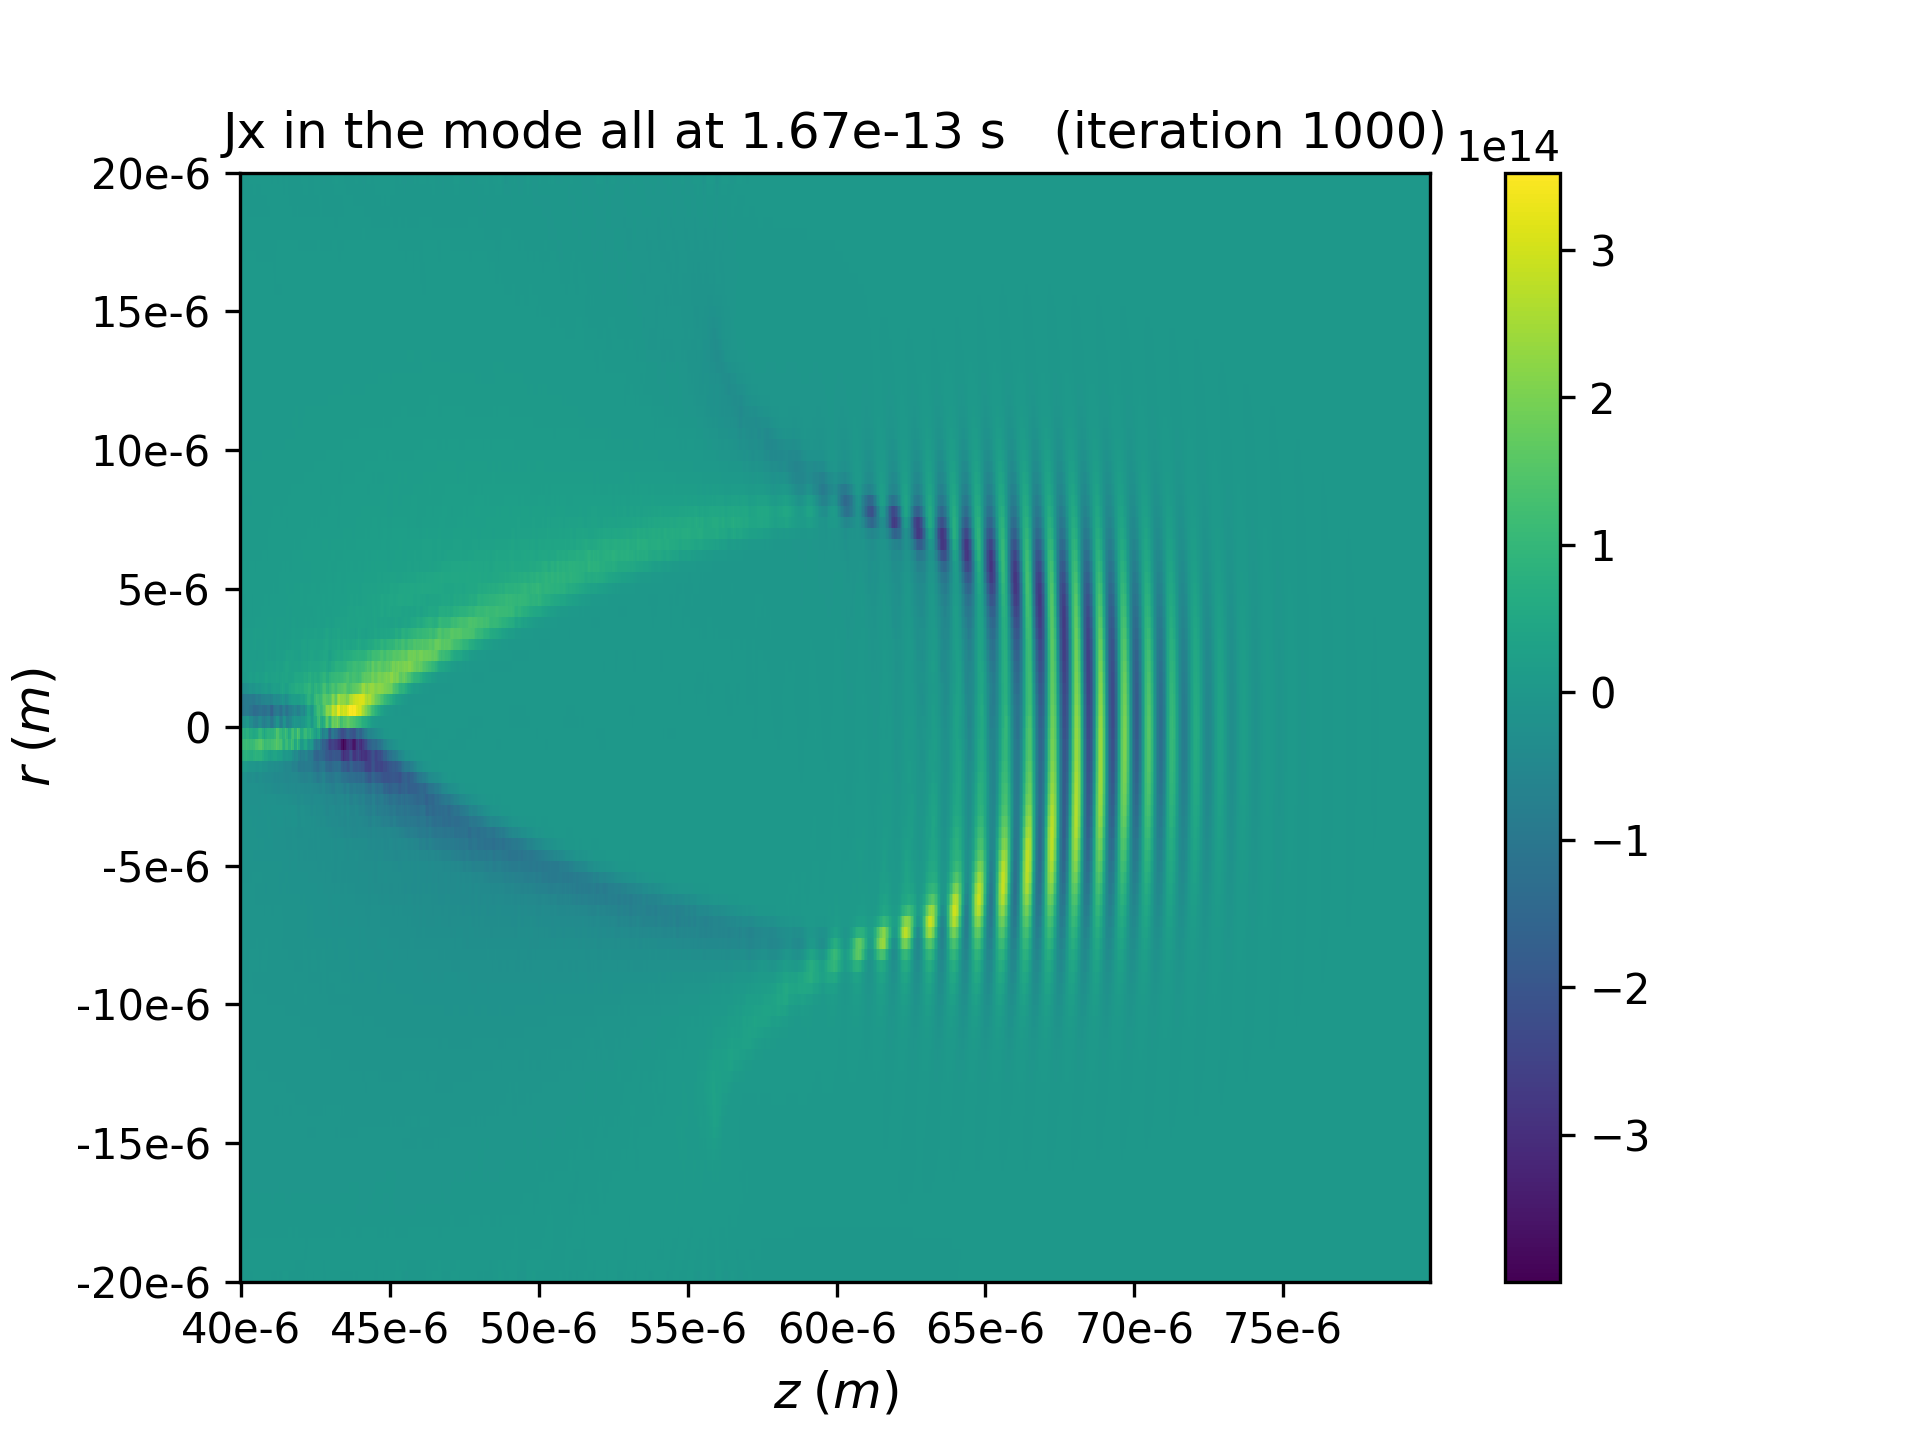 Jx in the mode all at 1.67e-13 s (iteration 1000)
1e14
20e-6
15e-6
10e-6
5e-6
0
-5e-6
-10e-6
-15e-6
-20e-6
r (m)
40e-6 45e-6 50e-6 55e-6 60e-6 65e-6 70e-6 75e-6
z (m)
3
2
1
0
−1
−2
−3